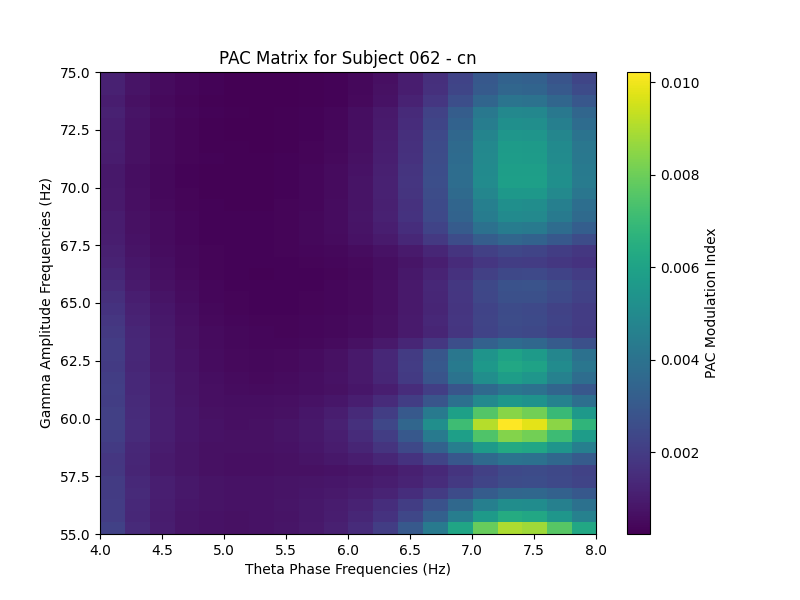 PAC Matrix for Subject 062 - cn
75.0
72.5
70.0
67.5
65.0
62.5
60.0
57.5
55.0
Gamma Amplitude Frequencies (Hz)
4.0 4.5 5.0 5.5 6.0 6.5 7.0 7.5 8.0
Theta Phase Frequencies (Hz)
0.010
0.008
0.006
0.004
0.002
PAC Modulation Index